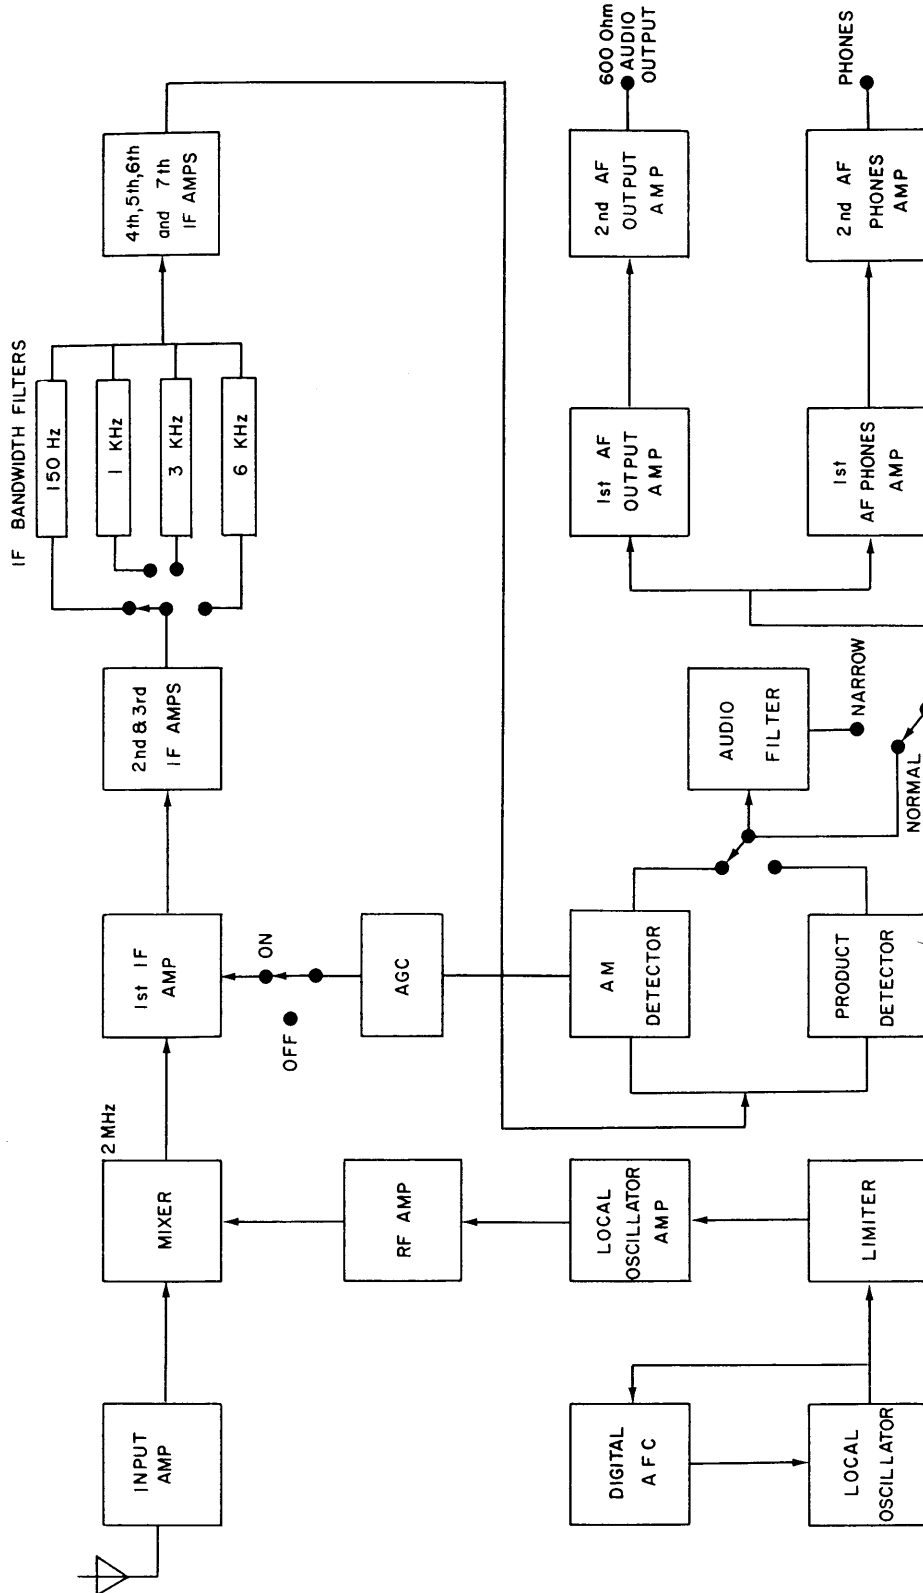 INPUT
AMP
MIXER
2 MHz
1st IF
AMP
2nd & 3rd
IF AMPS
IF BANDWIDTH FILTERS
150 Hz
1 KHz
3 KHz
6 KHz
4th, 5th, 6th
and 7th
IF AMPS
RF AMP
OFF
ON
AGC
DIGITAL
AFC
LOCAL
OSCILLATOR
AMP
AM
DETECTOR
AUDIO
FILTER
1st AF
OUTPUT
AMP
2nd AF
OUTPUT
AMP
600 Ohm
AUDIO
OUTPUT
LOCAL
OSCILLATOR
LIMITER
PRODUCT
DETECTOR
NARROW
NORMAL
1st
AF PHONES
AMP
2nd AF
PHONES
AMP
PHONES